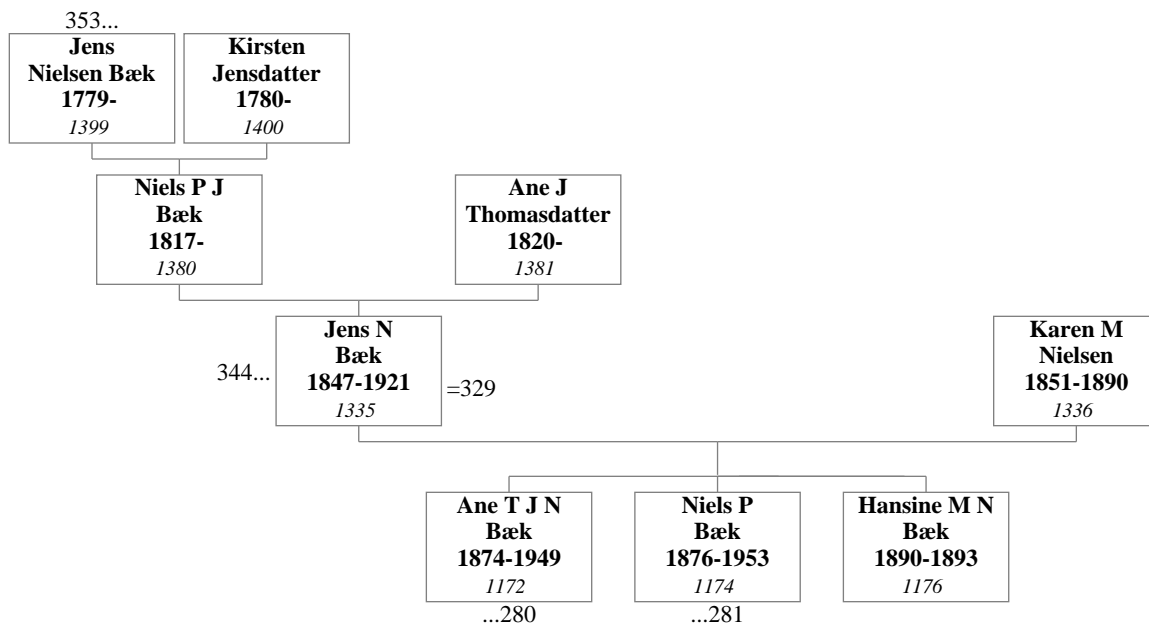 353...
Jens
Nielsen Bæk
1779-
1399
Kirsten
Jensdatter
1780-
1400
Niels P J
Bæk
1817-
1380
Ane J
Thomasdatter
1820-
1381
344...
Jens N
Bæk
1847-1921
1335
=329
Karen M
Nielsen
1851-1890
1336
Ane T J N
Bæk
1874-1949
1172
...280
Niels P
Bæk
1876-1953
1174
...281
Hansine M N
Bæk
1890-1893
1176